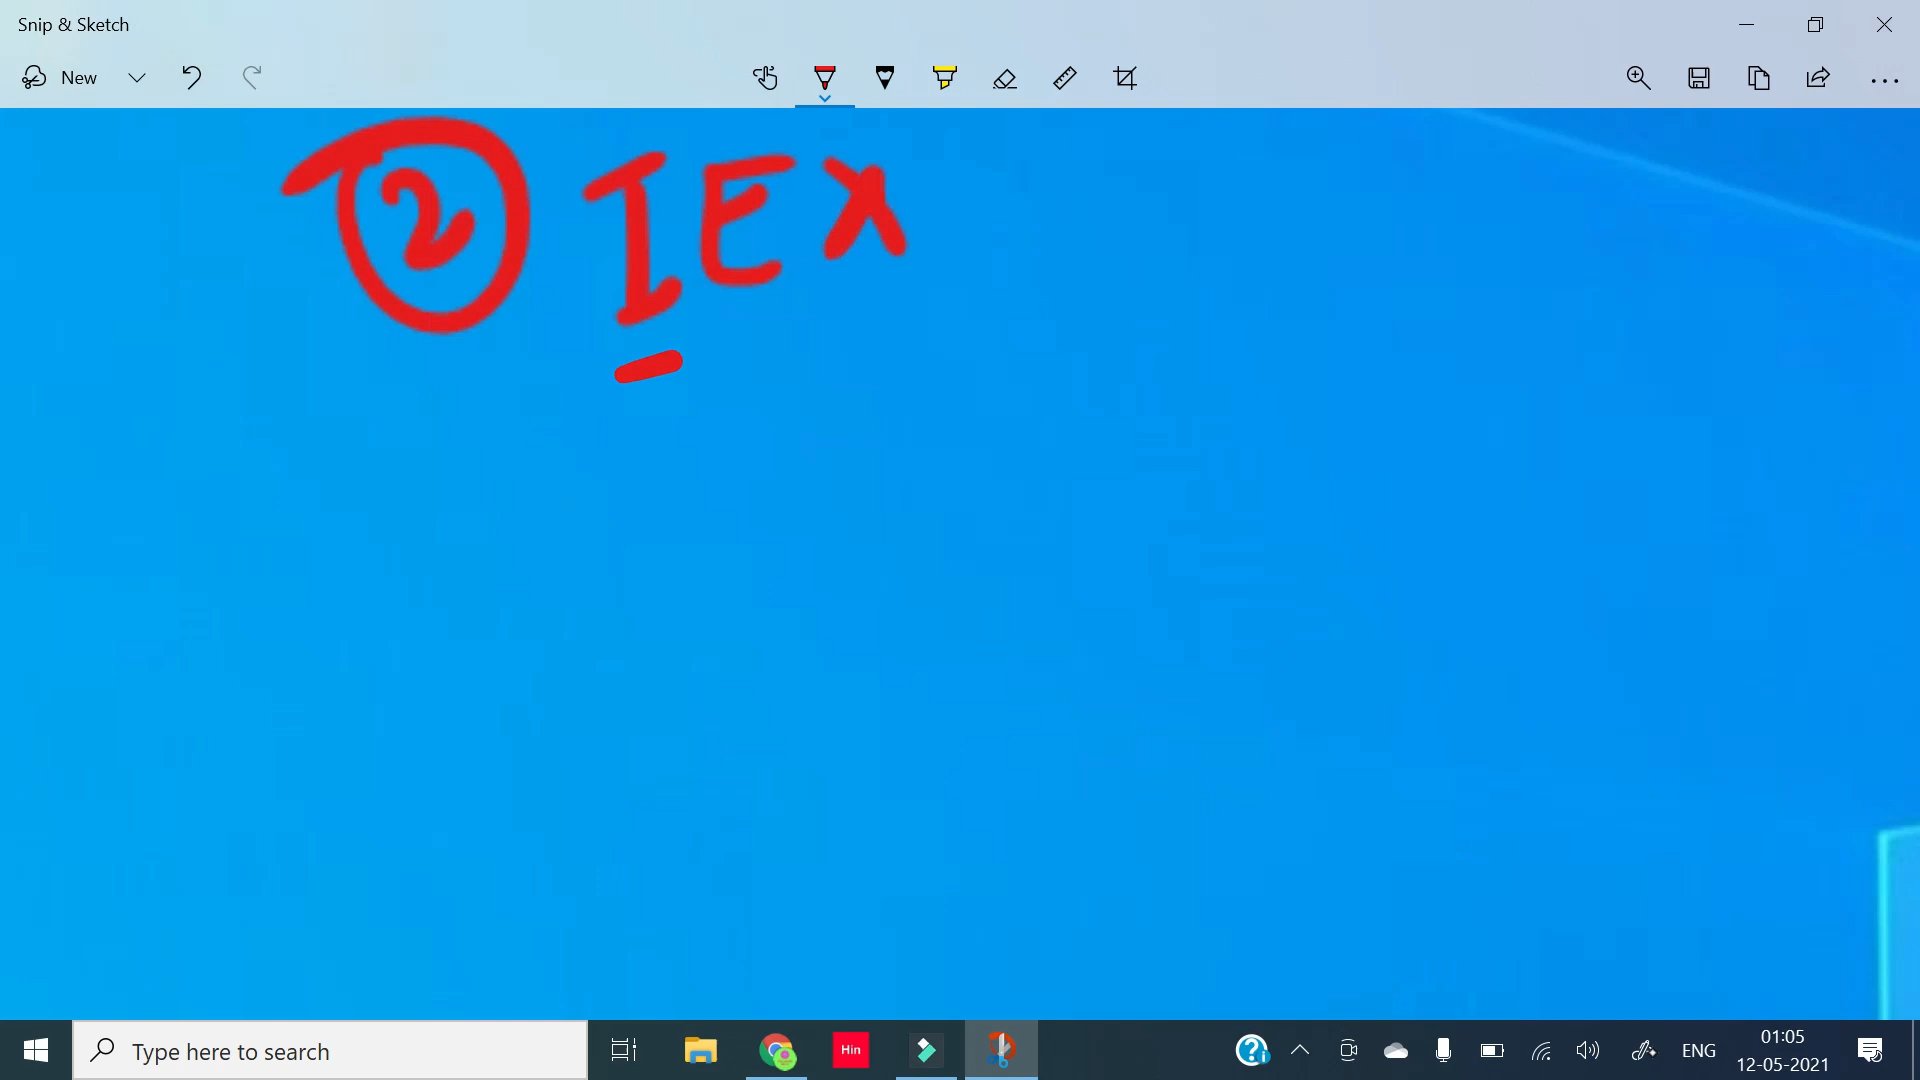 Snip & Sketch
New
2 IEX
Type here to search
Hin
ENG
01:05
12-05-2021